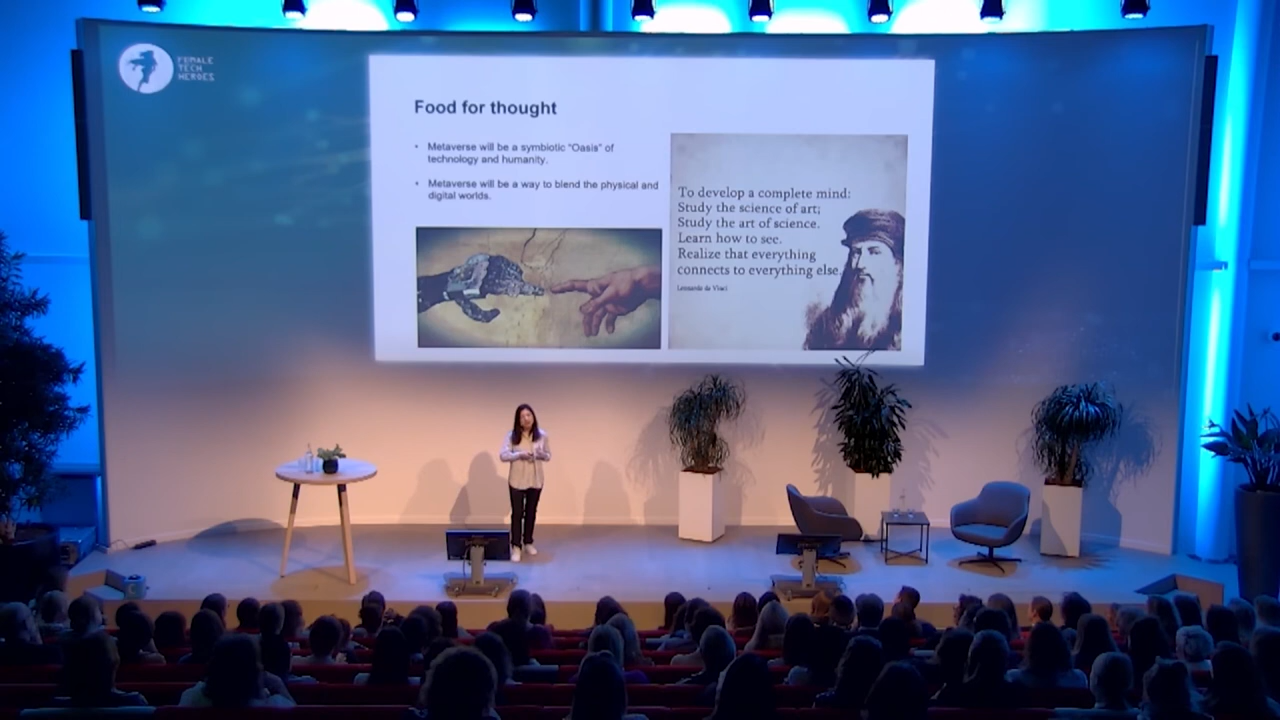 FEMALE
TECH
HEROES
Food for thought
• Metaverse will be a symbiotic "Oasis" of
technology and humanity.
• Metaverse will be a way to blend the physical and
digital worlds.
To develop a complete mind:
Study the science of art;
Study the art of science.
Learn how to see.
Realize that everything
connects to everything else.
Leonardo da Vinci